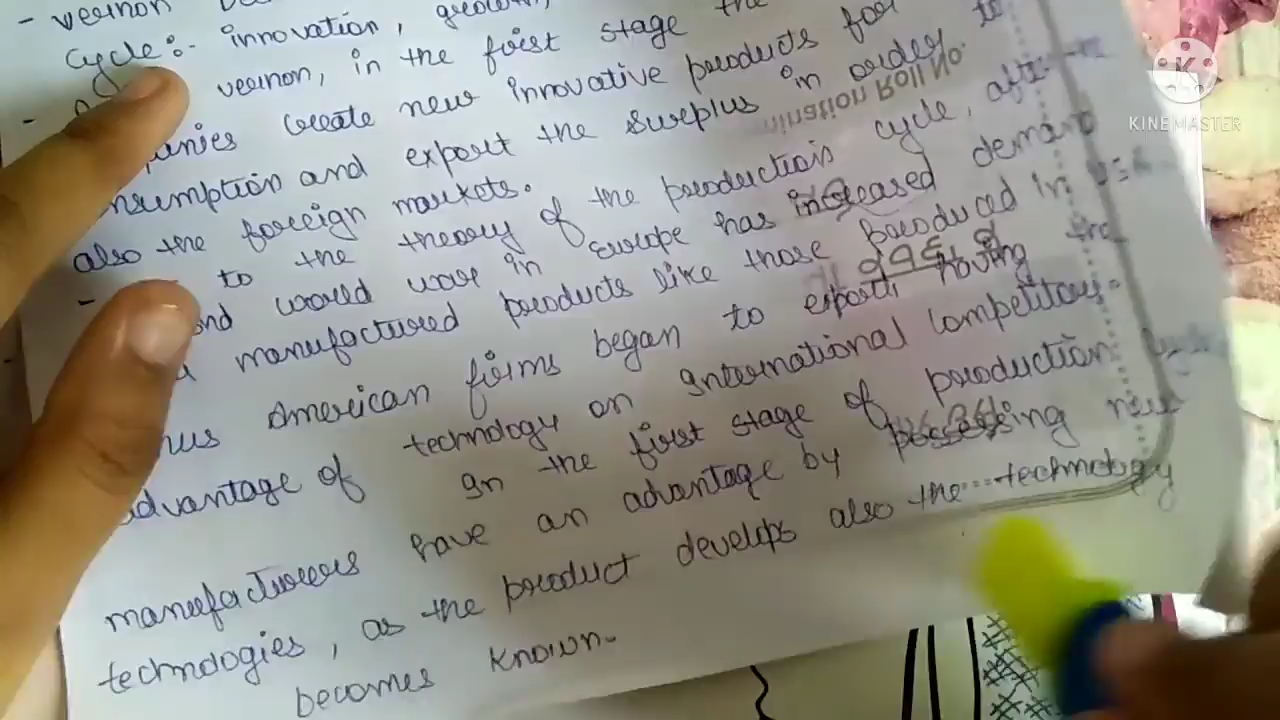 - vernon
Cycle:- innovation, growth,
vernon, in the first stage the
create new innovative products for
and export the surplus in order to
also the foreign markets.
- to the theory of the production cycle, after the
world war in Europe has increased demand
manufactured products like those produced in U.S.
American firms began to export having the
advantage of technology on International Competitors.
In the first stage of production cycle
manufacturers have an advantage by possessing new
technologies, as the product develops also the technology
becomes known.
mination Roll No.
KINEMASTER